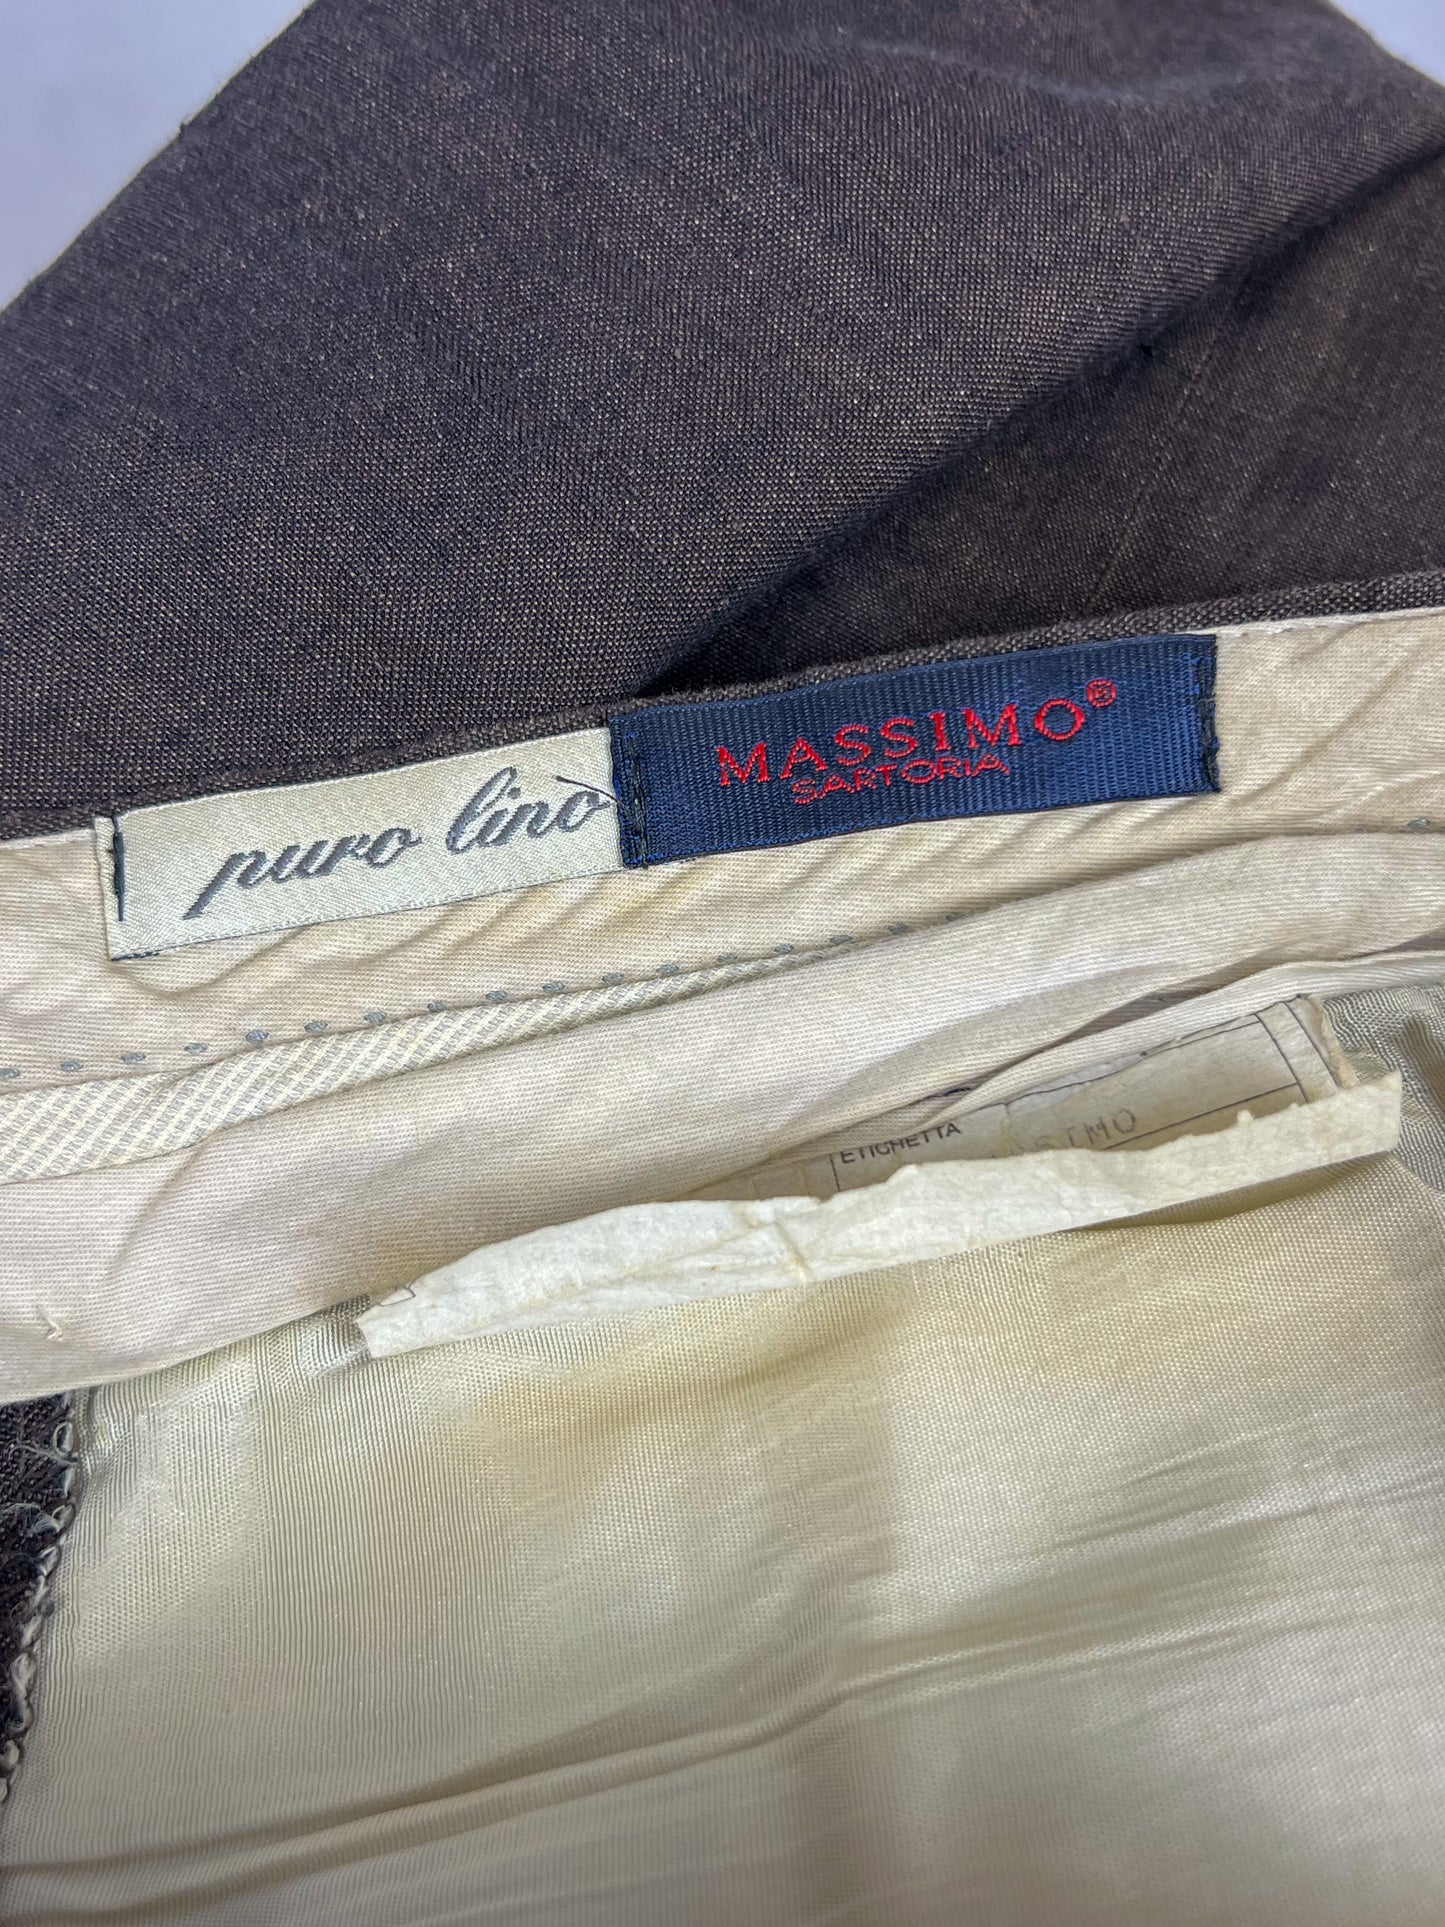 puro lino
MASSIMO®
SARTORIA
ETICHETTA